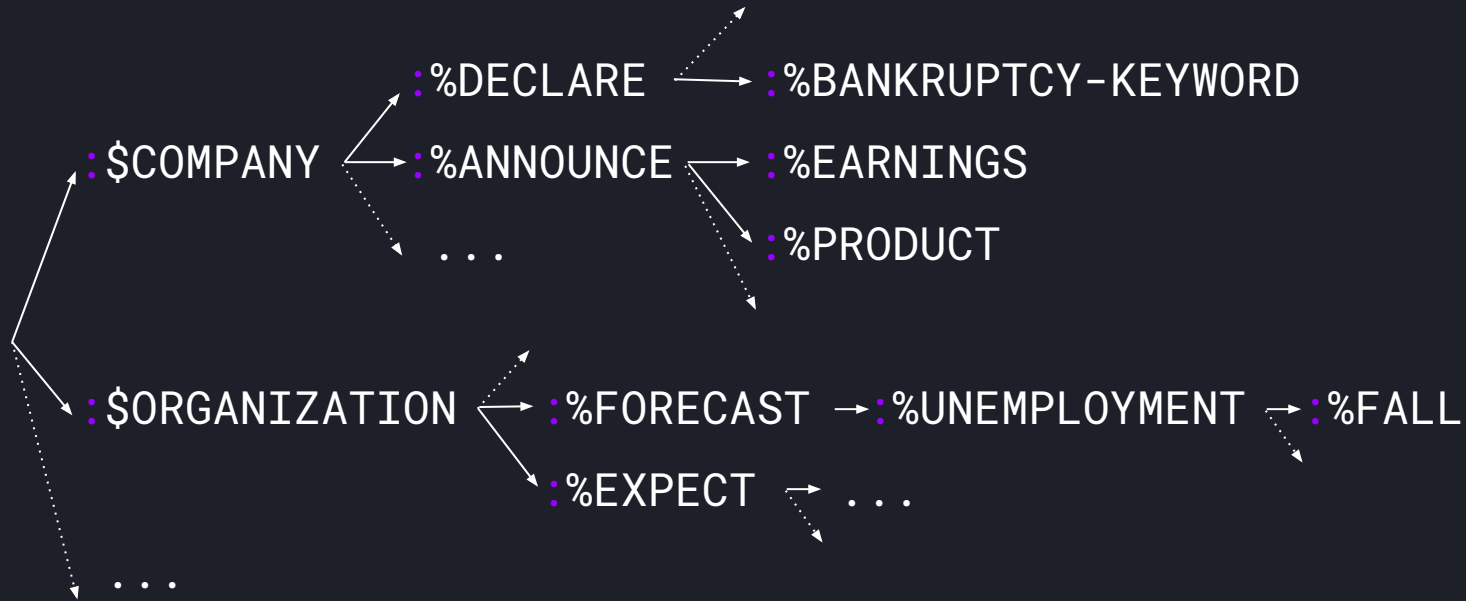 :%DECLARE :%BANKRUPTCY-KEYWORD
:$COMPANY :%ANNOUNCE :%EARNINGS
... :%PRODUCT
:$ORGANIZATION :%FORECAST :%UNEMPLOYMENT :%FALL
:%EXPECT ...
...